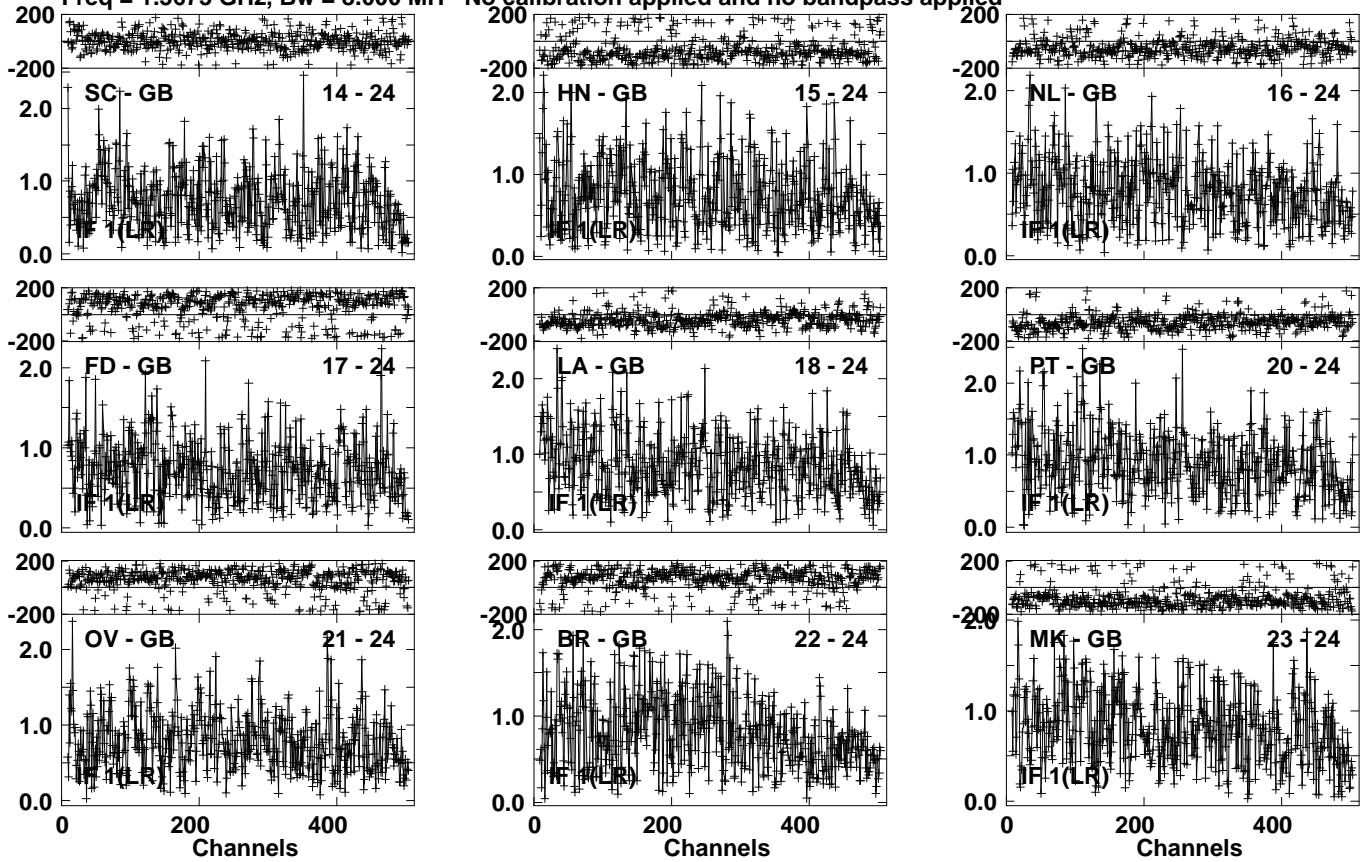 No calibration applied and no bandpass applied
200
-200
SC - GB 14 - 24
2.0
1.0
0.0
IF 1(LR)
200
-200
HN - GB 15 - 24
2.0
1.0
0.0
IF 1(LR)
200
-200
NL - GB 16 - 24
2.0
1.0
0.0
IF 1(LR)
200
-200
FD - GB 17 - 24
2.0
1.0
0.0
IF 1(LR)
200
-200
LA - GB 18 - 24
2.0
1.0
0.0
IF 1(LR)
200
-200
PT - GB 20 - 24
2.0
1.0
0.0
IF 1(LR)
200
-200
OV - GB 21 - 24
2.0
1.0
0.0
IF 1(LR)
0 200 400
Channels
200
-200
BR - GB 22 - 24
2.0
1.0
0.0
IF 1(LR)
0 200 400
Channels
200
-200
MK - GB 23 - 24
2.0
1.0
0.0
IF 1(LR)
0 200 400
Channels